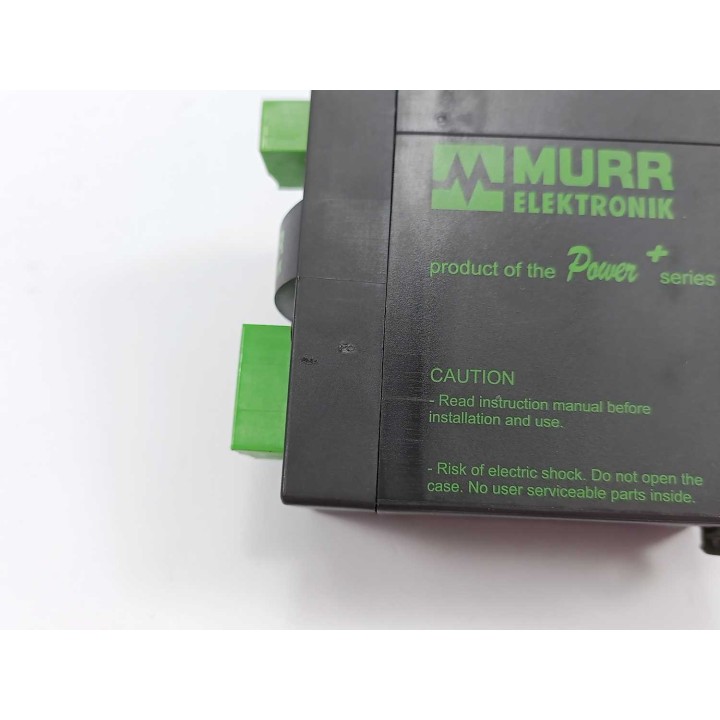 MURR
ELEKTRONIK
product of the Power + series
CAUTION
- Read instruction manual before
installation and use.
- Risk of electric shock. Do not open the
case. No user serviceable parts inside.